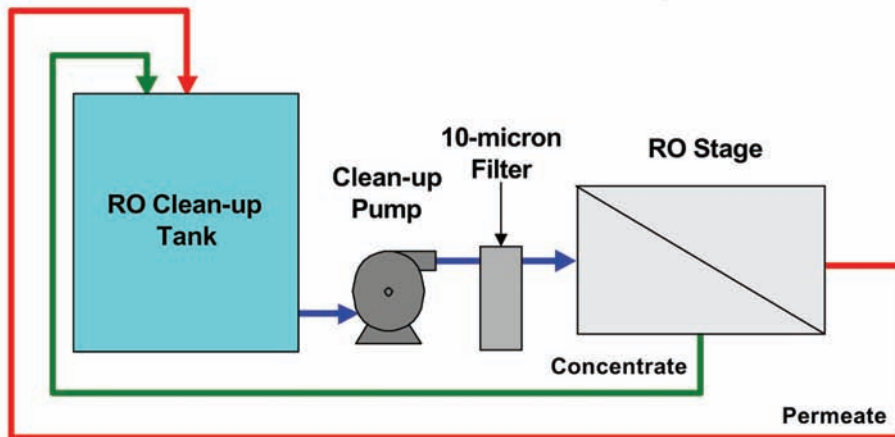 10-micron
Filter
RO Stage
Clean-up
Pump
RO Clean-up
Tank
Concentrate
Permeate